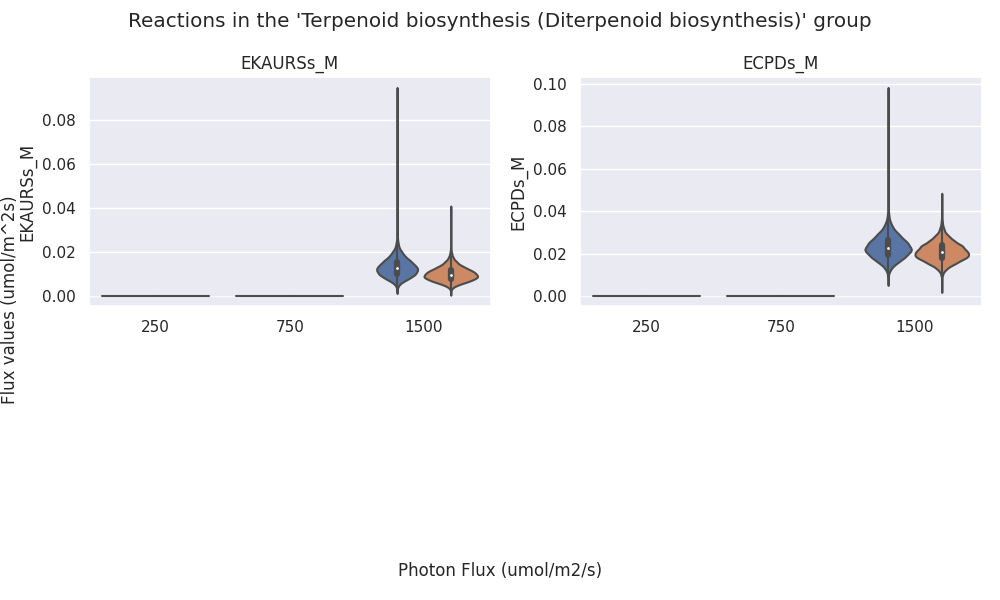 Reactions in the 'Terpenoid biosynthesis (Diterpenoid biosynthesis)' group
EKAURSs_M
ECPDs_M
Flux values (umol/m^2s)
EKAURSs_M
0.08
0.06
0.04
0.02
0.00
250
750
1500
ECPDs_M
0.10
0.08
0.06
0.04
0.02
0.00
250
750
1500
Photon Flux (umol/m2/s)